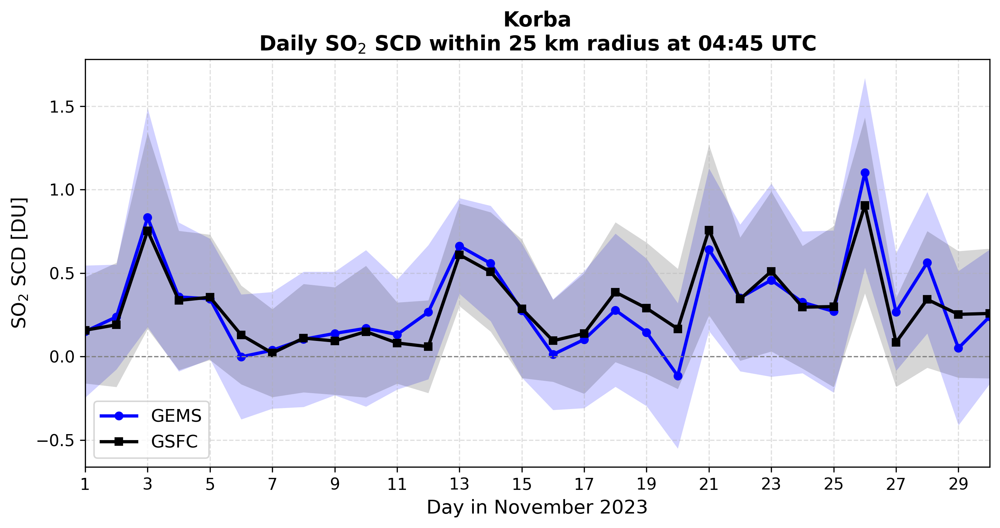 Korba
Daily SO₂ SCD within 25 km radius at 04:45 UTC
SO₂ SCD [DU]
1.5
1.0
0.5
0.0
−0.5
GEMS
GSFC
1 3 5 7 9 11 13 15 17 19 21 23 25 27 29
Day in November 2023